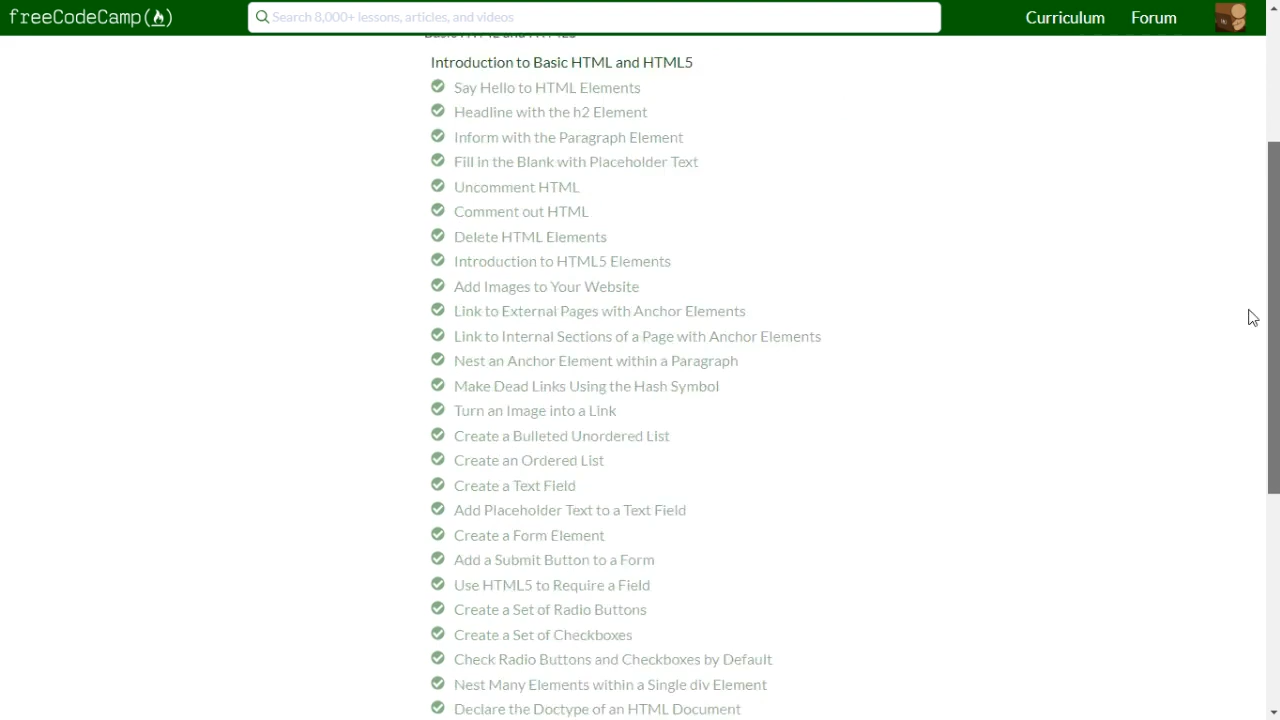 freeCodeCamp
Search 8,000+ lessons, articles, and videos
Curriculum
Forum
Introduction to Basic HTML and HTML5
Say Hello to HTML Elements
Headline with the h2 Element
Inform with the Paragraph Element
Fill in the Blank with Placeholder Text
Uncomment HTML
Comment out HTML
Delete HTML Elements
Introduction to HTML5 Elements
Add Images to Your Website
Link to External Pages with Anchor Elements
Link to Internal Sections of a Page with Anchor Elements
Nest an Anchor Element within a Paragraph
Make Dead Links Using the Hash Symbol
Turn an Image into a Link
Create a Bulleted Unordered List
Create an Ordered List
Create a Text Field
Add Placeholder Text to a Text Field
Create a Form Element
Add a Submit Button to a Form
Use HTML5 to Require a Field
Create a Set of Radio Buttons
Create a Set of Checkboxes
Check Radio Buttons and Checkboxes by Default
Nest Many Elements within a Single div Element
Declare the Doctype of an HTML Document